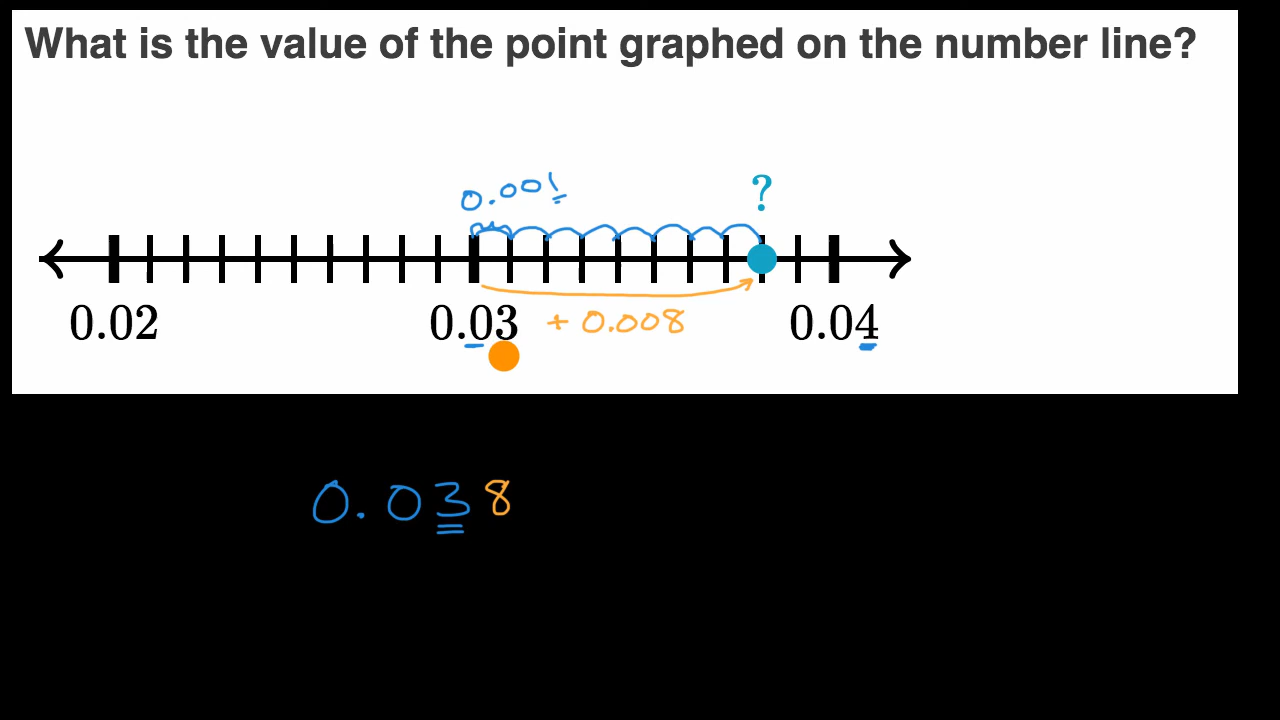 What is the value of the point graphed on the number line?
0.001
?
0.02 0.03 + 0.008 0.04
0.038